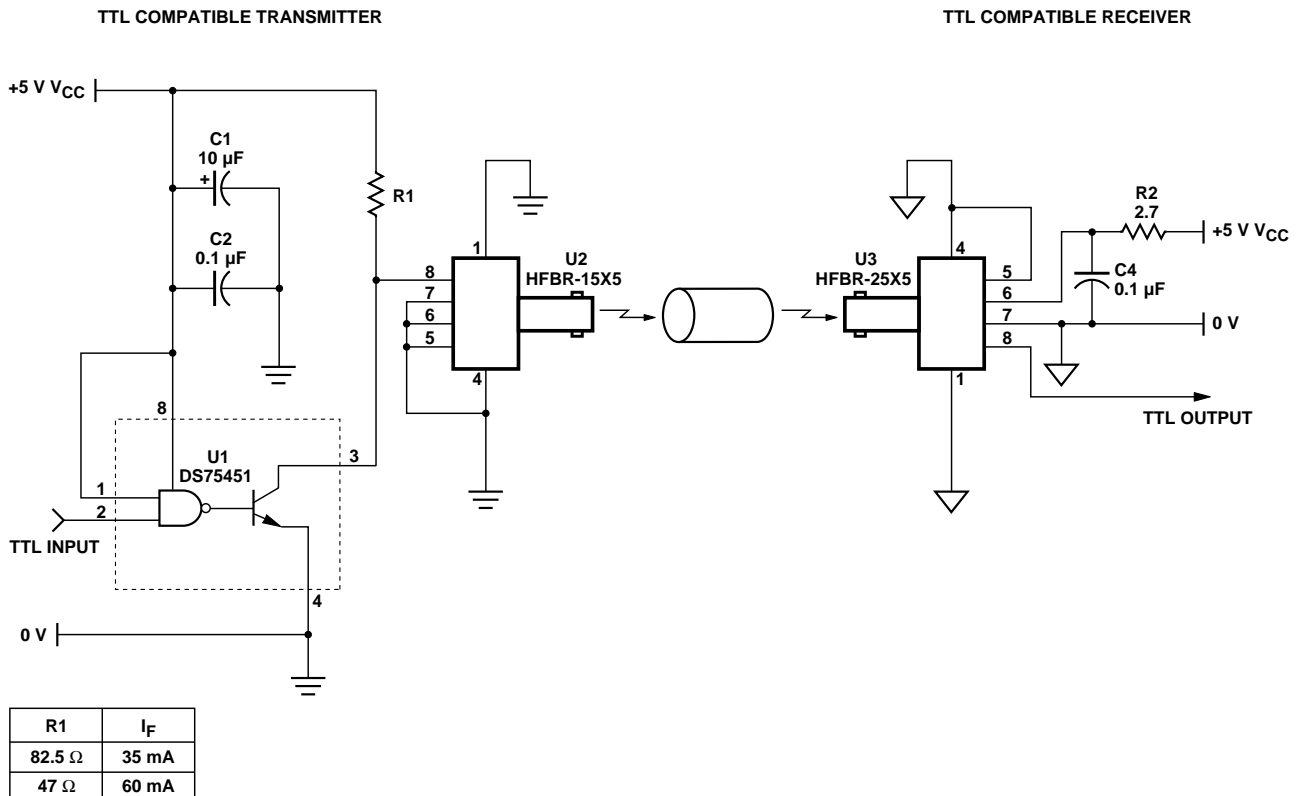 TTL COMPATIBLE TRANSMITTER
TTL COMPATIBLE RECEIVER
+5 V VCC
C1
10 µF
+
C2
0.1 µF
R1
1
8
7
6
5
4
U2
HFBR-15X5
U3
HFBR-25X5
4
5
6
7
8
1
R2
2.7
+5 V VCC
C4
0.1 µF
0 V
TTL OUTPUT
8
U1
DS75451
3
1
2
TTL INPUT
4
0 V
R1 IF
82.5 Ω 35 mA
47 Ω 60 mA